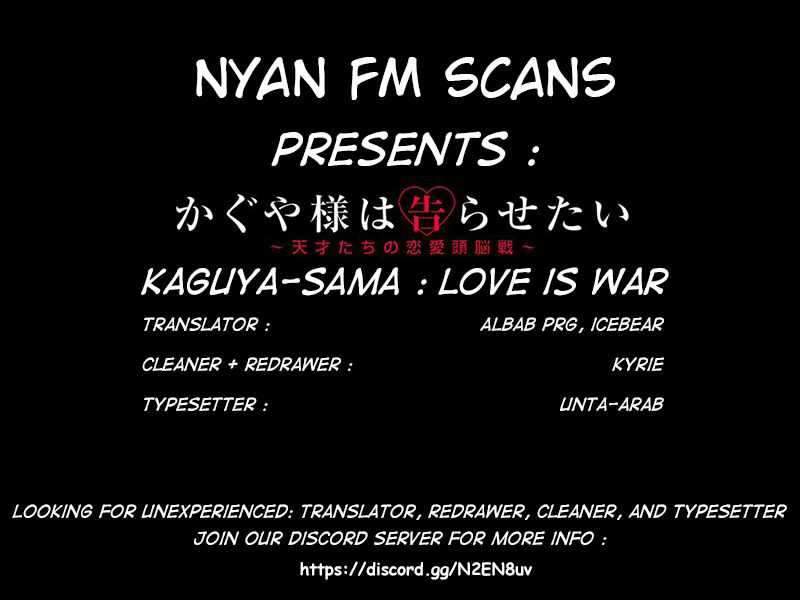 NYAN FM SCANS
PRESENTS :
かぐや様は告らせたい
~天才たちの恋愛頭脳戦~
KAGUYA-SAMA : LOVE IS WAR
TRANSLATOR : ALBAB PRG, ICEBEAR
CLEANER + REDRAWER : KYRIE
TYPESETTER : UNTA-ARAB
LOOKING FOR UNEXPERIENCED: TRANSLATOR, REDRAWER, CLEANER, AND TYPESETTER
JOIN OUR DISCORD SERVER FOR MORE INFO :
https://discord.gg/N2EN8uv